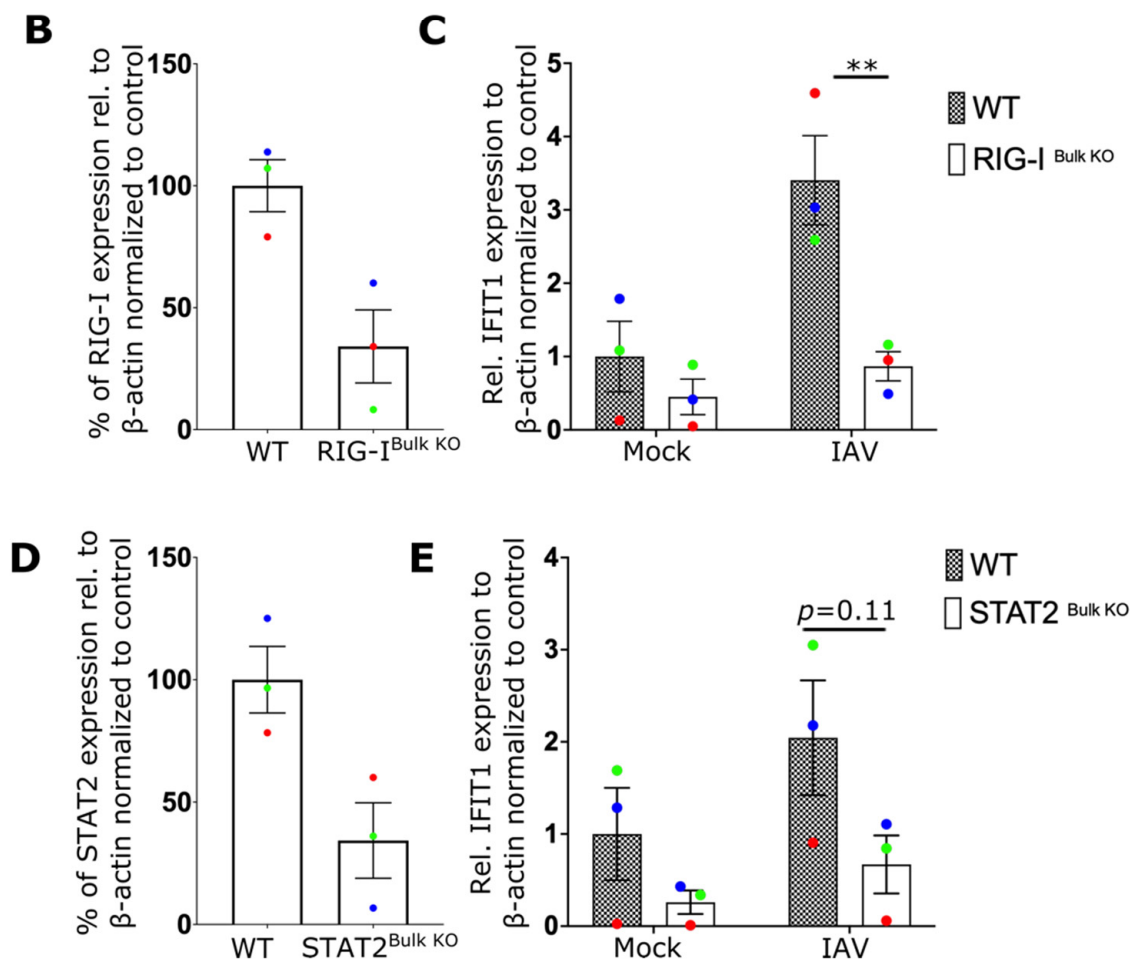 B
% of RIG-I expression rel. to
β-actin normalized to control
150
100
50
0
WT
RIG-I Bulk KO
C
Rel. IFIT1 expression to
β-actin normalized to control
5
4
3
2
1
0
**
Mock
IAV
WT
RIG-I Bulk KO
D
% of STAT2 expression rel. to
β-actin normalized to control
150
100
50
0
WT
STAT2 Bulk KO
E
Rel. IFIT1 expression to
β-actin normalized to control
4
3
2
1
0
p=0.11
Mock
IAV
WT
STAT2 Bulk KO